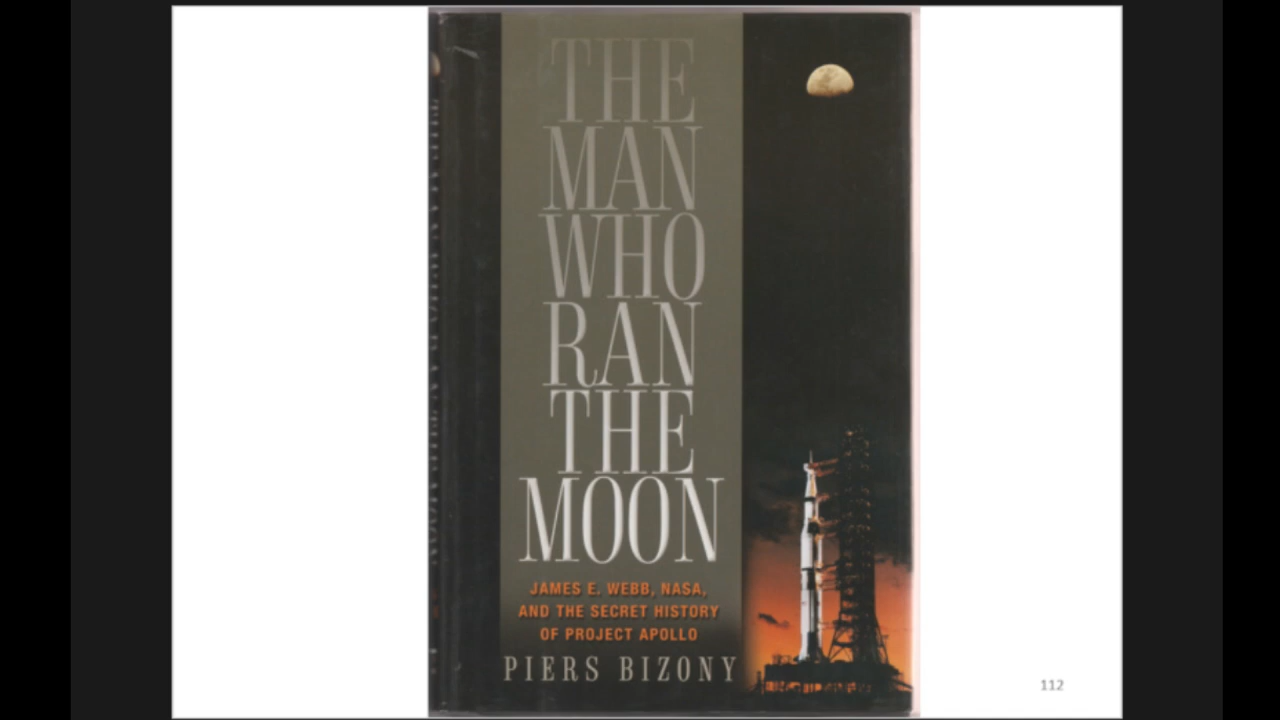 THE
MAN
WHO
RAN
THE
MOON
JAMES E. WEBB, NASA,
AND THE SECRET HISTORY
OF PROJECT APOLLO
PIERS BIZONY
112